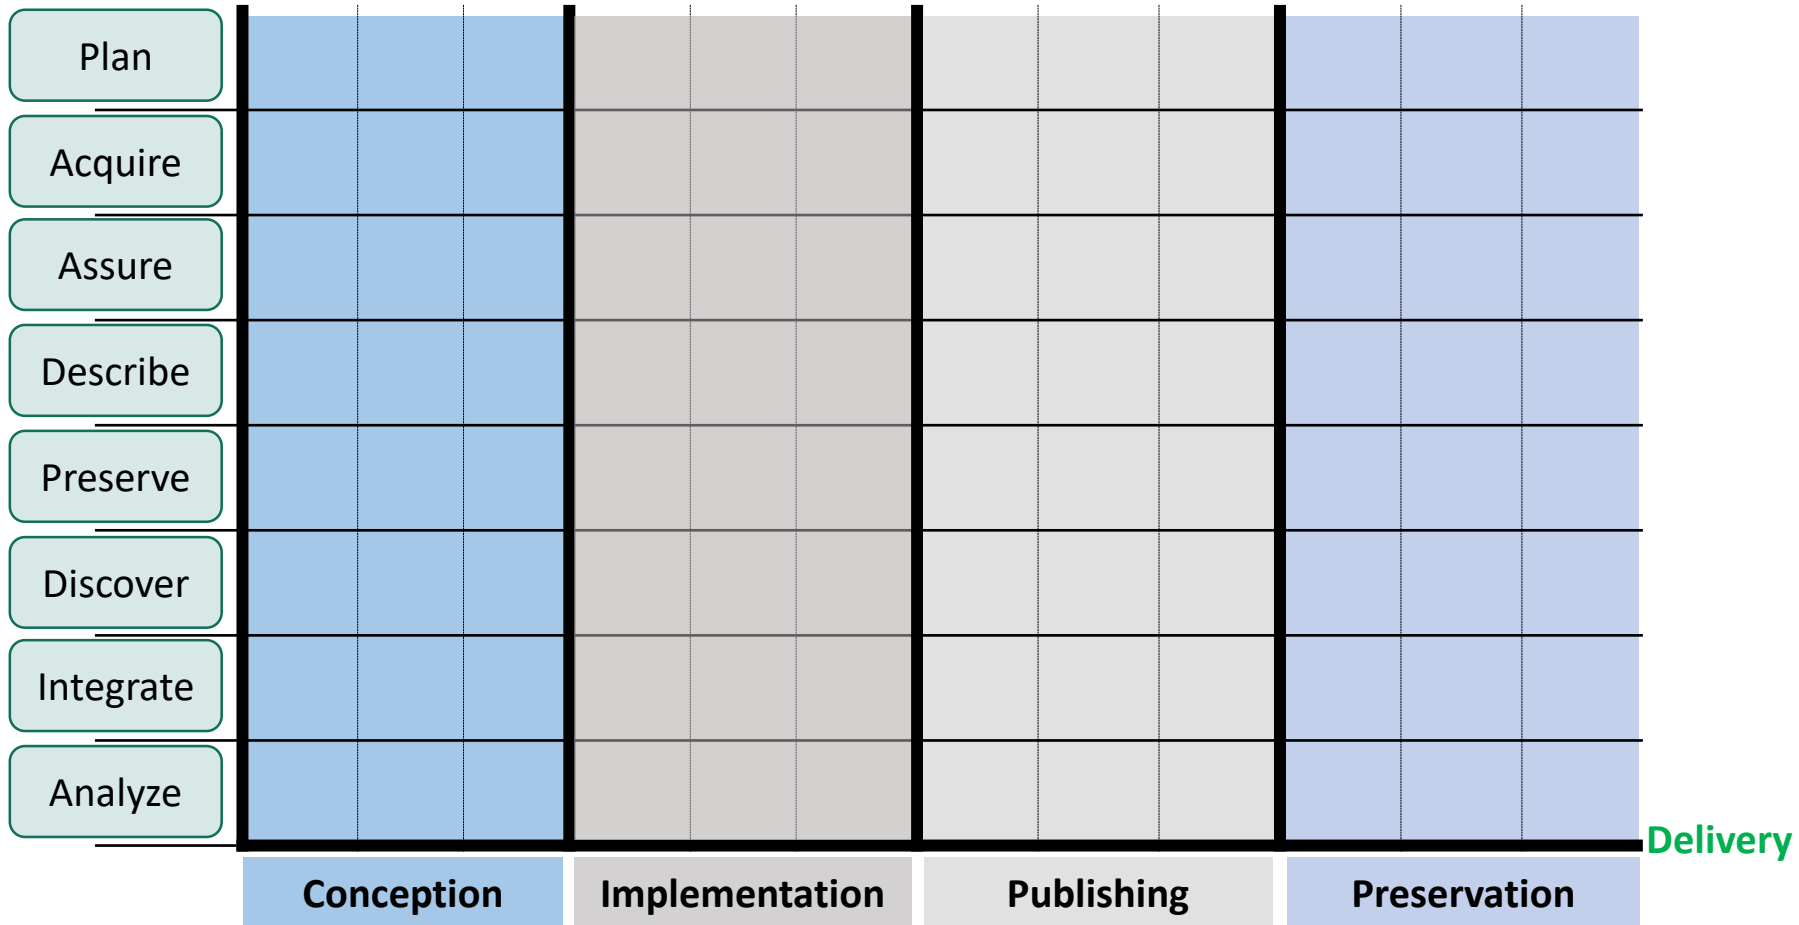 Plan
Acquire
Assure
Describe
Preserve
Discover
Integrate
Analyze
Delivery
Conception
Implementation
Publishing
Preservation